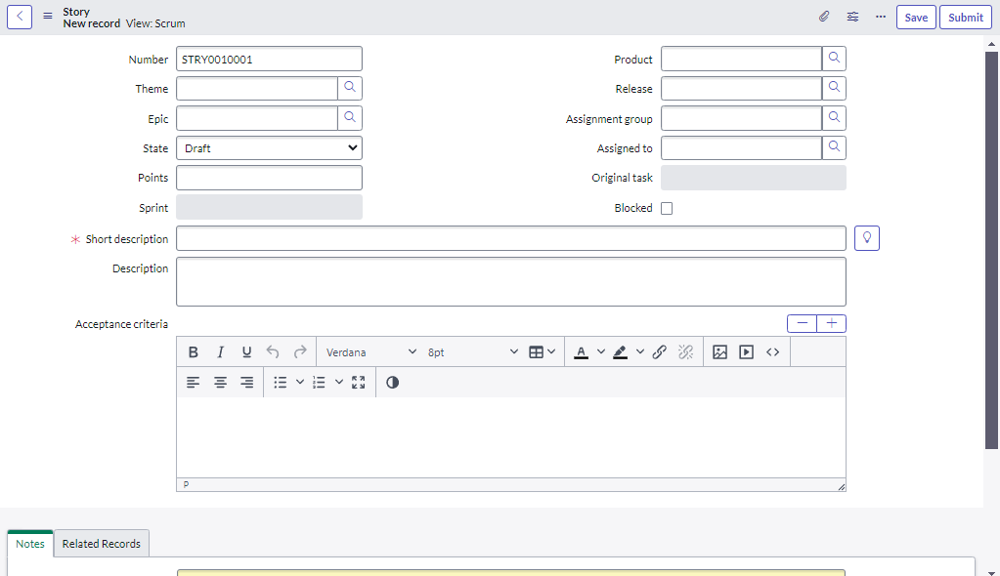 Story
New record View: Scrum
Save
Submit
Number STRY0010001
Product
Theme
Release
Epic
Assignment group
State Draft
Assigned to
Points
Original task
Sprint
Blocked
* Short description
Description
Acceptance criteria
B I U Verdana 8pt A
P
Notes
Related Records